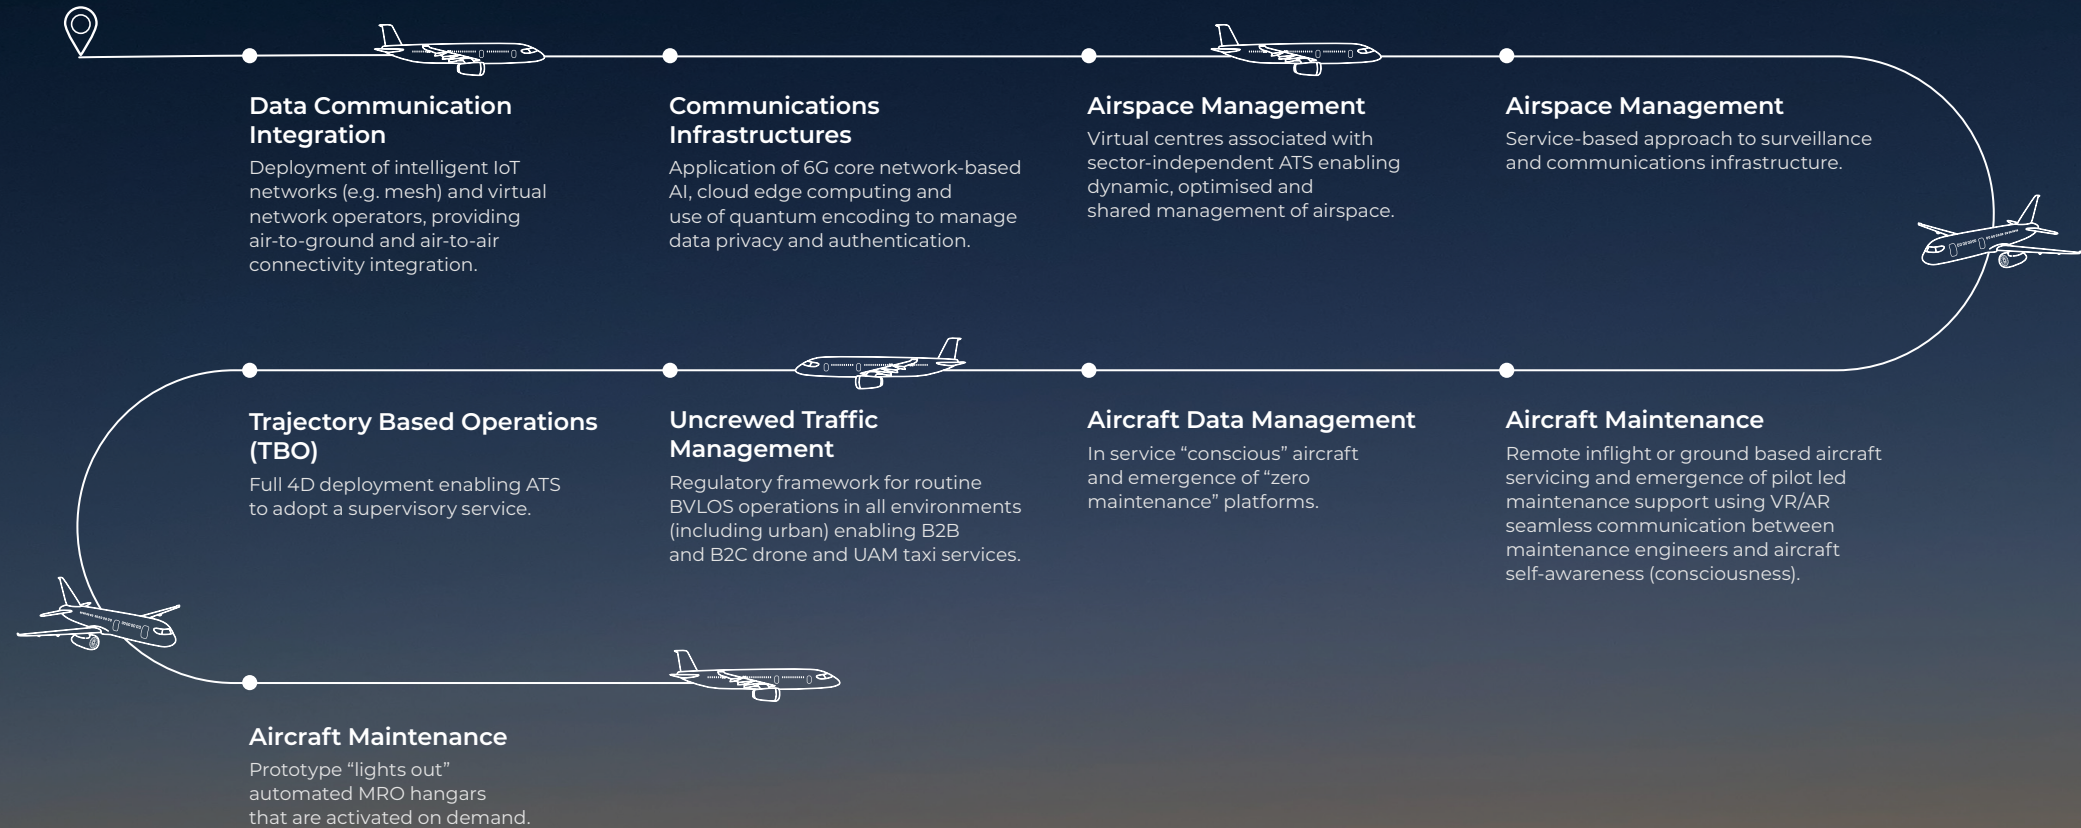 Data Communication
Integration
Deployment of intelligent IoT
networks (e.g. mesh) and virtual
network operators, providing
air-to-ground and air-to-air
connectivity integration.
Communications
Infrastructures
Application of 6G core network-based
AI, cloud edge computing and
use of quantum encoding to manage
data privacy and authentication.
Airspace Management
Virtual centres associated with
sector-independent ATS enabling
dynamic, optimised and
shared management of airspace.
Airspace Management
Service-based approach to surveillance
and communications infrastructure.
Trajectory Based Operations
(TBO)
Full 4D deployment enabling ATS
to adopt a supervisory service.
Uncrewed Traffic
Management
Regulatory framework for routine
BVLOS operations in all environments
(including urban) enabling B2B
and B2C drone and UAM taxi services.
Aircraft Data Management
In service “conscious” aircraft
and emergence of “zero
maintenance” platforms.
Aircraft Maintenance
Remote inflight or ground based aircraft
servicing and emergence of pilot led
maintenance support using VR/AR
seamless communication between
maintenance engineers and aircraft
self-awareness (consciousness).
Aircraft Maintenance
Prototype “lights out”
automated MRO hangars
that are activated on demand.